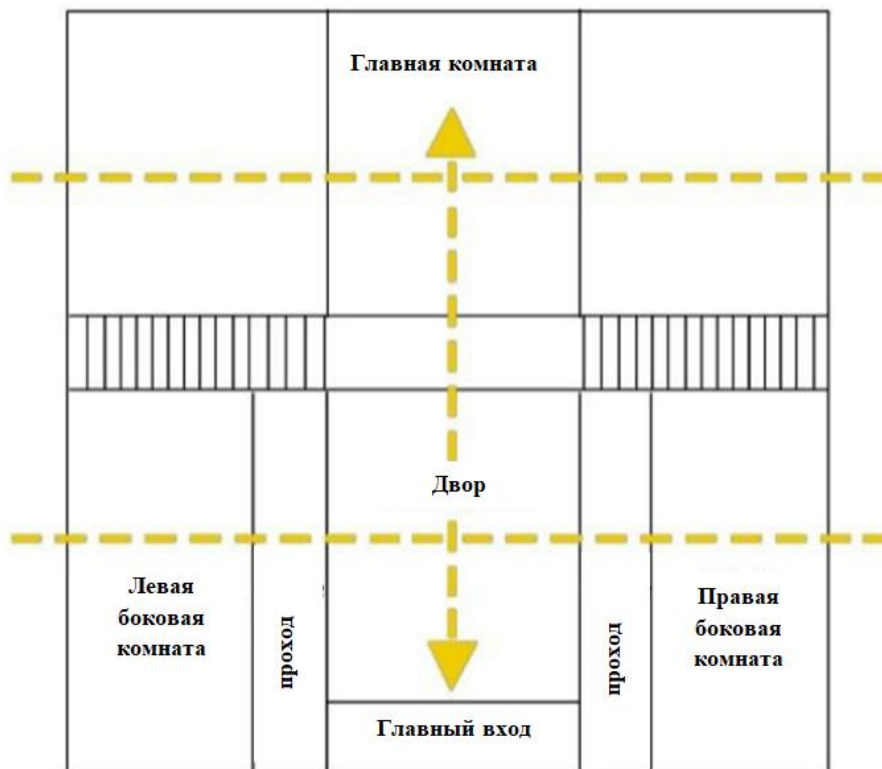 Главная комната
Двор
Левая
боковая
комната
проход
проход
Правая
боковая
комната
Главный вход